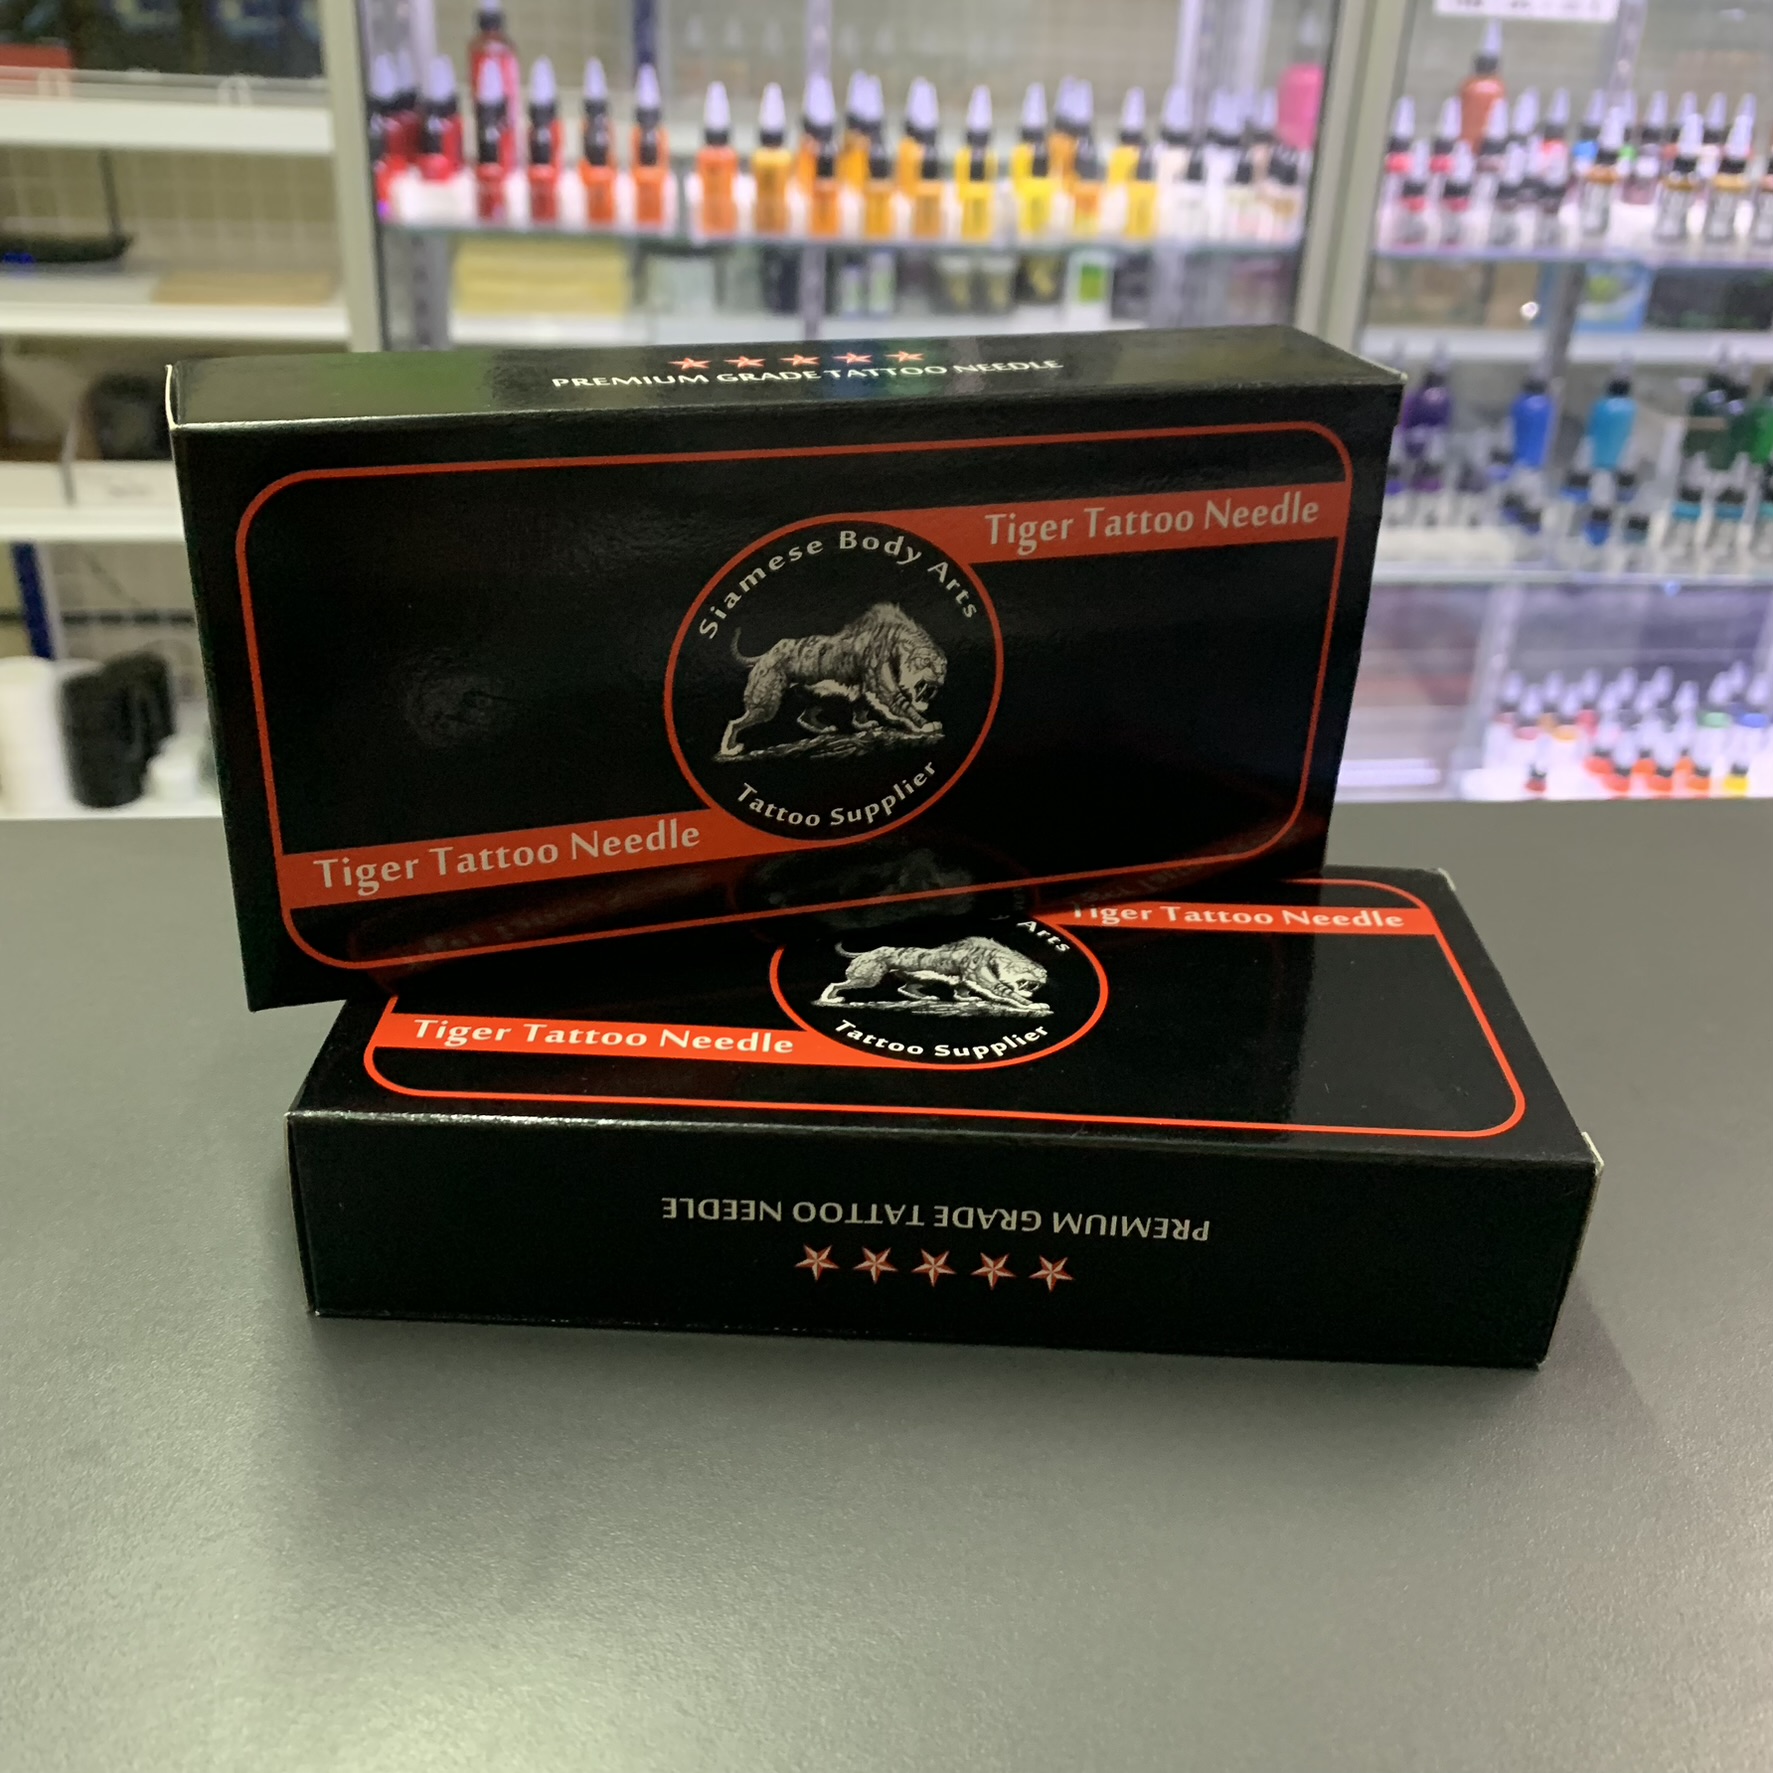 PREMIUM GRADE TATTOO NEEDLE
Tiger Tattoo Needle
Siamese Body Arts
Tattoo Supplier
Tiger Tattoo Needle
Tiger Tattoo Needle
Arts
Tattoo Supplier
Tiger Tattoo Needle
PREMIUM GRADE TATTOO NEEDLE